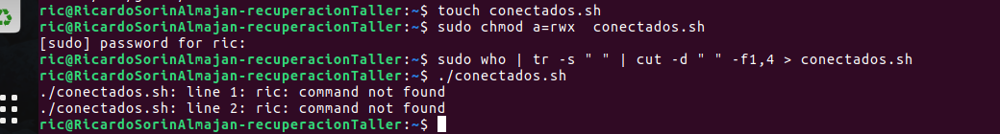 ric@RicardoSorinAlmajan-recuperacionTaller:~$ touch conectados.sh
ric@RicardoSorinAlmajan-recuperacionTaller:~$ sudo chmod a=rwx  conectados.sh
[sudo] password for ric:
ric@RicardoSorinAlmajan-recuperacionTaller:~$ sudo who | tr -s " " | cut -d " " -f1,4 > conectados.sh
ric@RicardoSorinAlmajan-recuperacionTaller:~$ ./conectados.sh
./conectados.sh: line 1: ric: command not found
./conectados.sh: line 2: ric: command not found
ric@RicardoSorinAlmajan-recuperacionTaller:~$